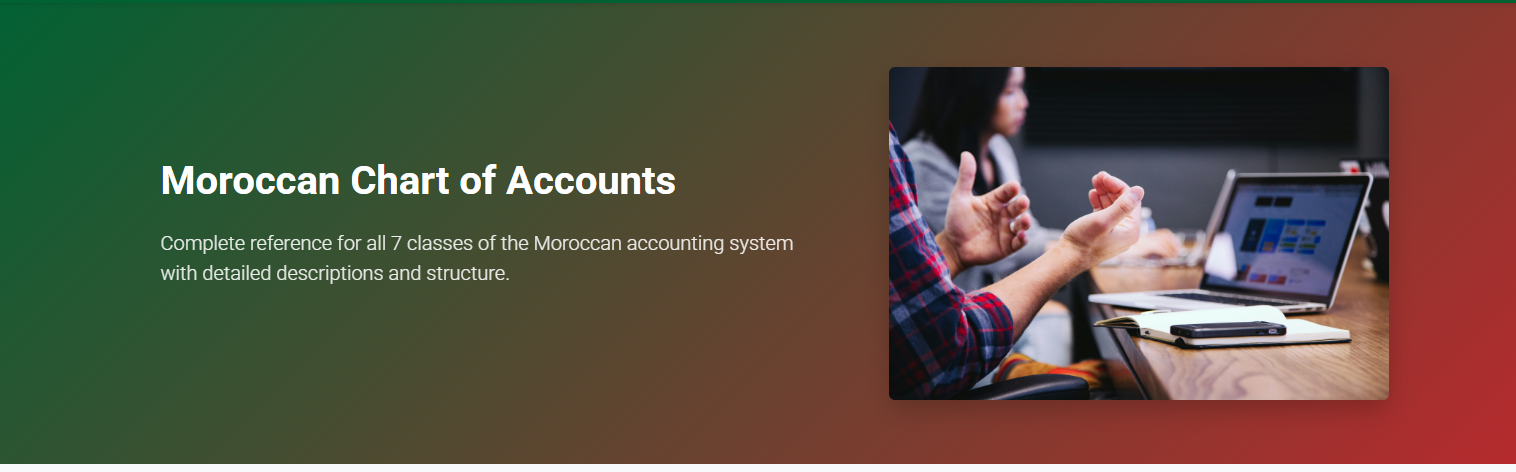 Moroccan Chart of Accounts
Complete reference for all 7 classes of the Moroccan accounting system
with detailed descriptions and structure.